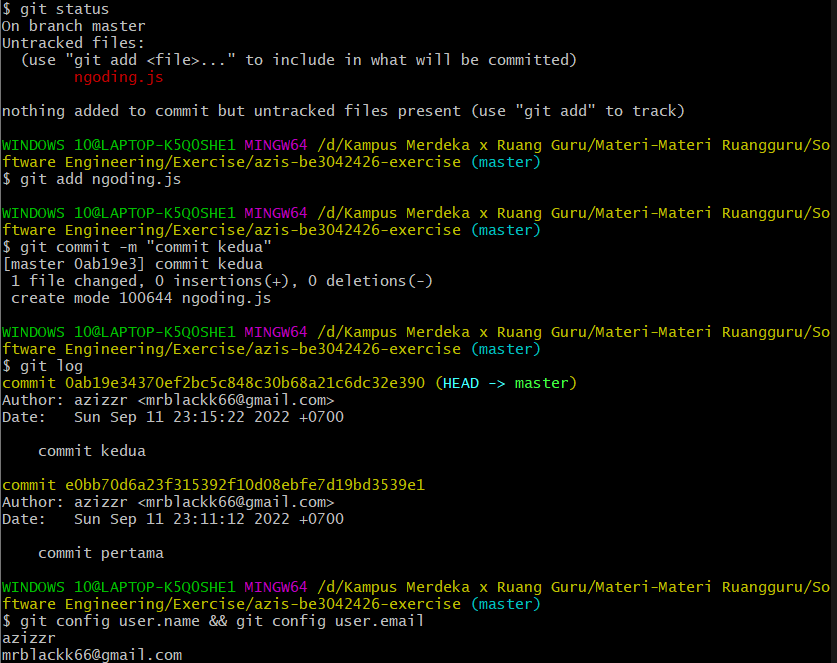 $ git status
On branch master
Untracked files:
  (use "git add <file>..." to include in what will be committed)
        ngoding.js

nothing added to commit but untracked files present (use "git add" to track)

WINDOWS 10@LAPTOP-K5QOSHE1 MINGW64 /d/Kampus Merdeka x Ruang Guru/Materi-Materi Ruangguru/So
ftware Engineering/Exercise/azis-be3042426-exercise (master)
$ git add ngoding.js

WINDOWS 10@LAPTOP-K5QOSHE1 MINGW64 /d/Kampus Merdeka x Ruang Guru/Materi-Materi Ruangguru/So
ftware Engineering/Exercise/azis-be3042426-exercise (master)
$ git commit -m "commit kedua"
[master 0ab19e3] commit kedua
 1 file changed, 0 insertions(+), 0 deletions(-)
 create mode 100644 ngoding.js

WINDOWS 10@LAPTOP-K5QOSHE1 MINGW64 /d/Kampus Merdeka x Ruang Guru/Materi-Materi Ruangguru/So
ftware Engineering/Exercise/azis-be3042426-exercise (master)
$ git log
commit 0ab19e34370ef2bc5c848c30b68a21c6dc32e390 (HEAD -> master)
Author: azizzr <mrblackk66@gmail.com>
Date:   Sun Sep 11 23:15:22 2022 +0700

    commit kedua

commit e0bb70d6a23f315392f10d08ebfe7d19bd3539e1
Author: azizzr <mrblackk66@gmail.com>
Date:   Sun Sep 11 23:11:12 2022 +0700

    commit pertama

WINDOWS 10@LAPTOP-K5QOSHE1 MINGW64 /d/Kampus Merdeka x Ruang Guru/Materi-Materi Ruangguru/So
ftware Engineering/Exercise/azis-be3042426-exercise (master)
$ git config user.name && git config user.email
azizzr
mrblackk66@gmail.com